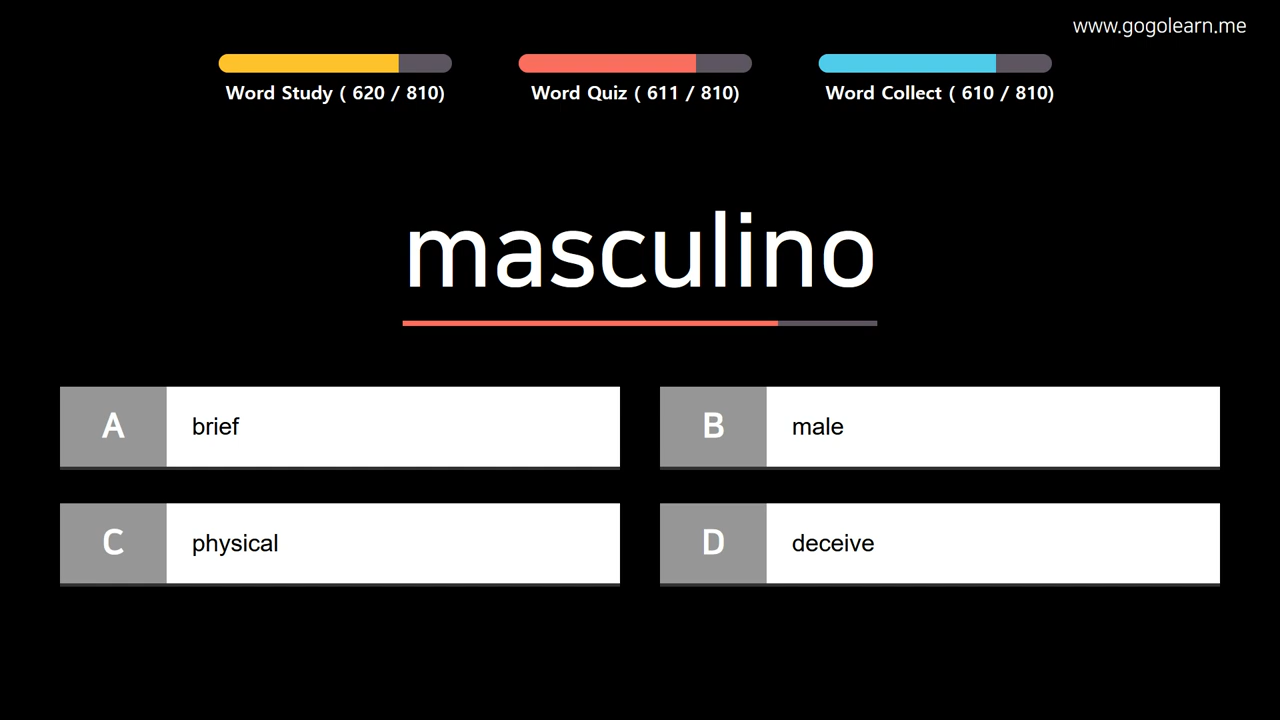 www.gogolearn.me
Word Study ( 620 / 810)
Word Quiz ( 611 / 810)
Word Collect ( 610 / 810)
masculino
A brief
B male
C physical
D deceive